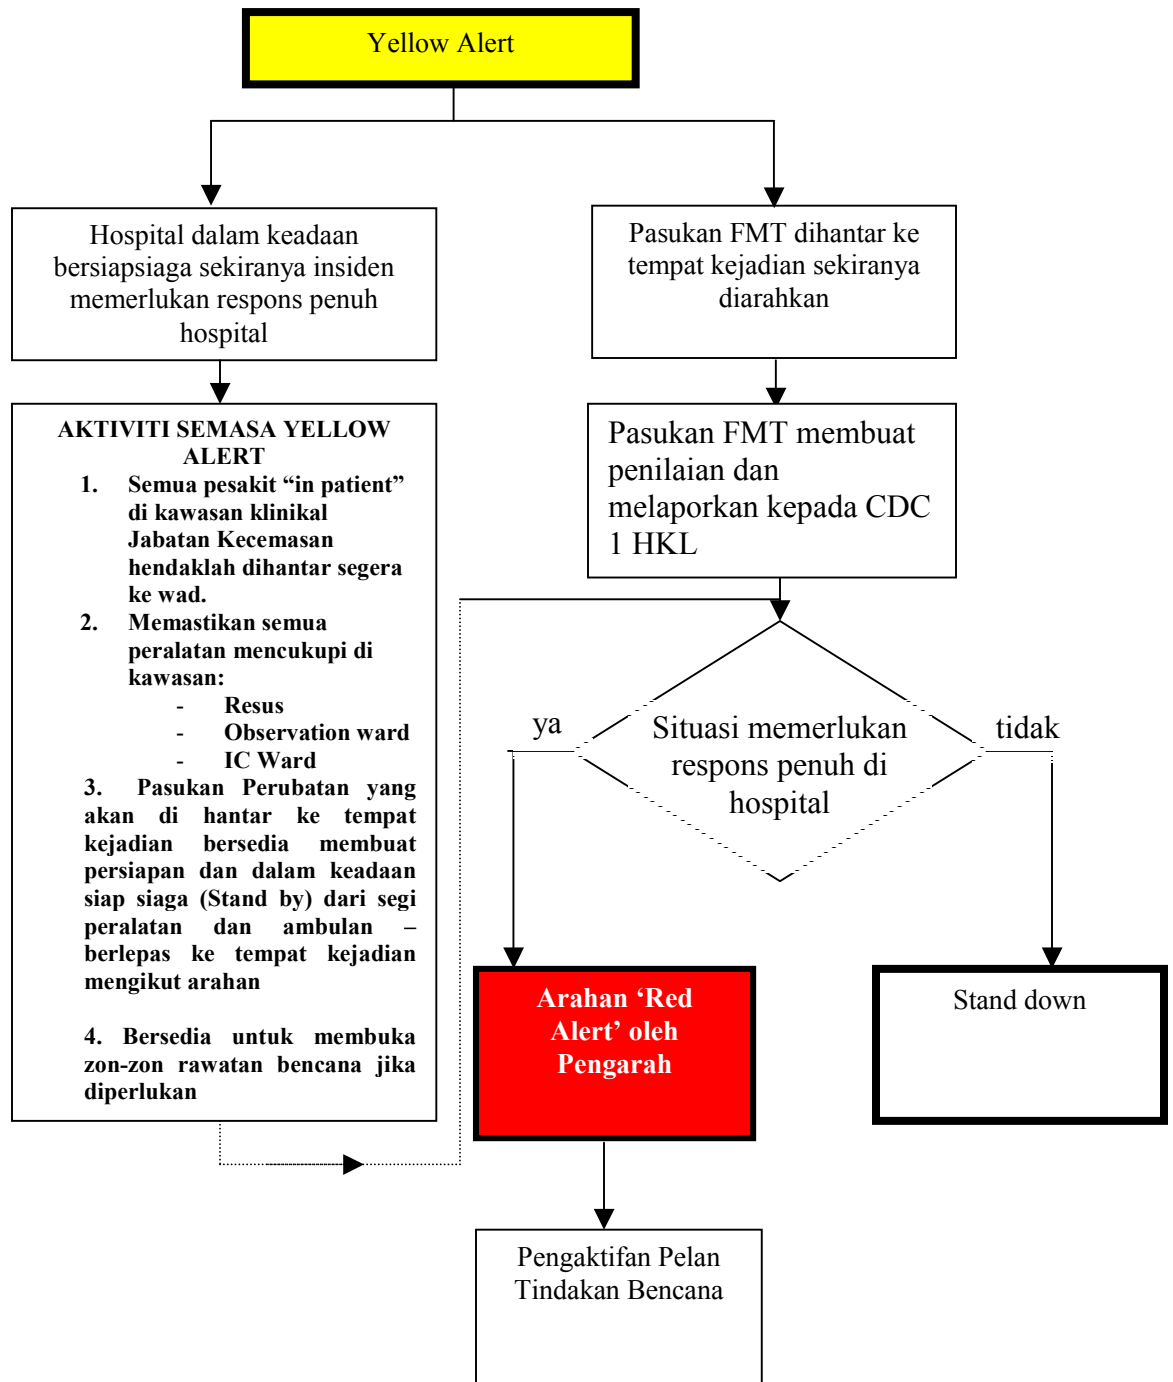 Yellow Alert
Hospital dalam keadaan
bersiapsiaga sekiranya insiden
memerlukan respons penuh
hospital
Pasukan FMT dihantar ke
tempat kejadian sekiranya
diarahkan
AKTIVITI SEMASA YELLOW
ALERT
1. Semua pesakit “in patient”
di kawasan klinikal
Jabatan Kecemasan
hendaklah dihantar segera
ke wad.
2. Memastikan semua
peralatan mencukupi di
kawasan:
- Resus
- Observation ward
- IC Ward
3. Pasukan Perubatan yang
akan di hantar ke tempat
kejadian bersedia membuat
persiapan dan dalam keadaan
siap siaga (Stand by) dari segi
peralatan dan ambulan –
berlepas ke tempat kejadian
mengikut arahan
4. Bersedia untuk membuka
zon-zon rawatan bencana jika
diperlukan
Pasukan FMT membuat
penilaian dan
melaporkan kepada CDC
1 HKL
ya
Situasi memerlukan
respons penuh di
hospital
tidak
Arahan ‘Red
Alert’ oleh
Pengarah
Stand down
Pengaktifan Pelan
Tindakan Bencana